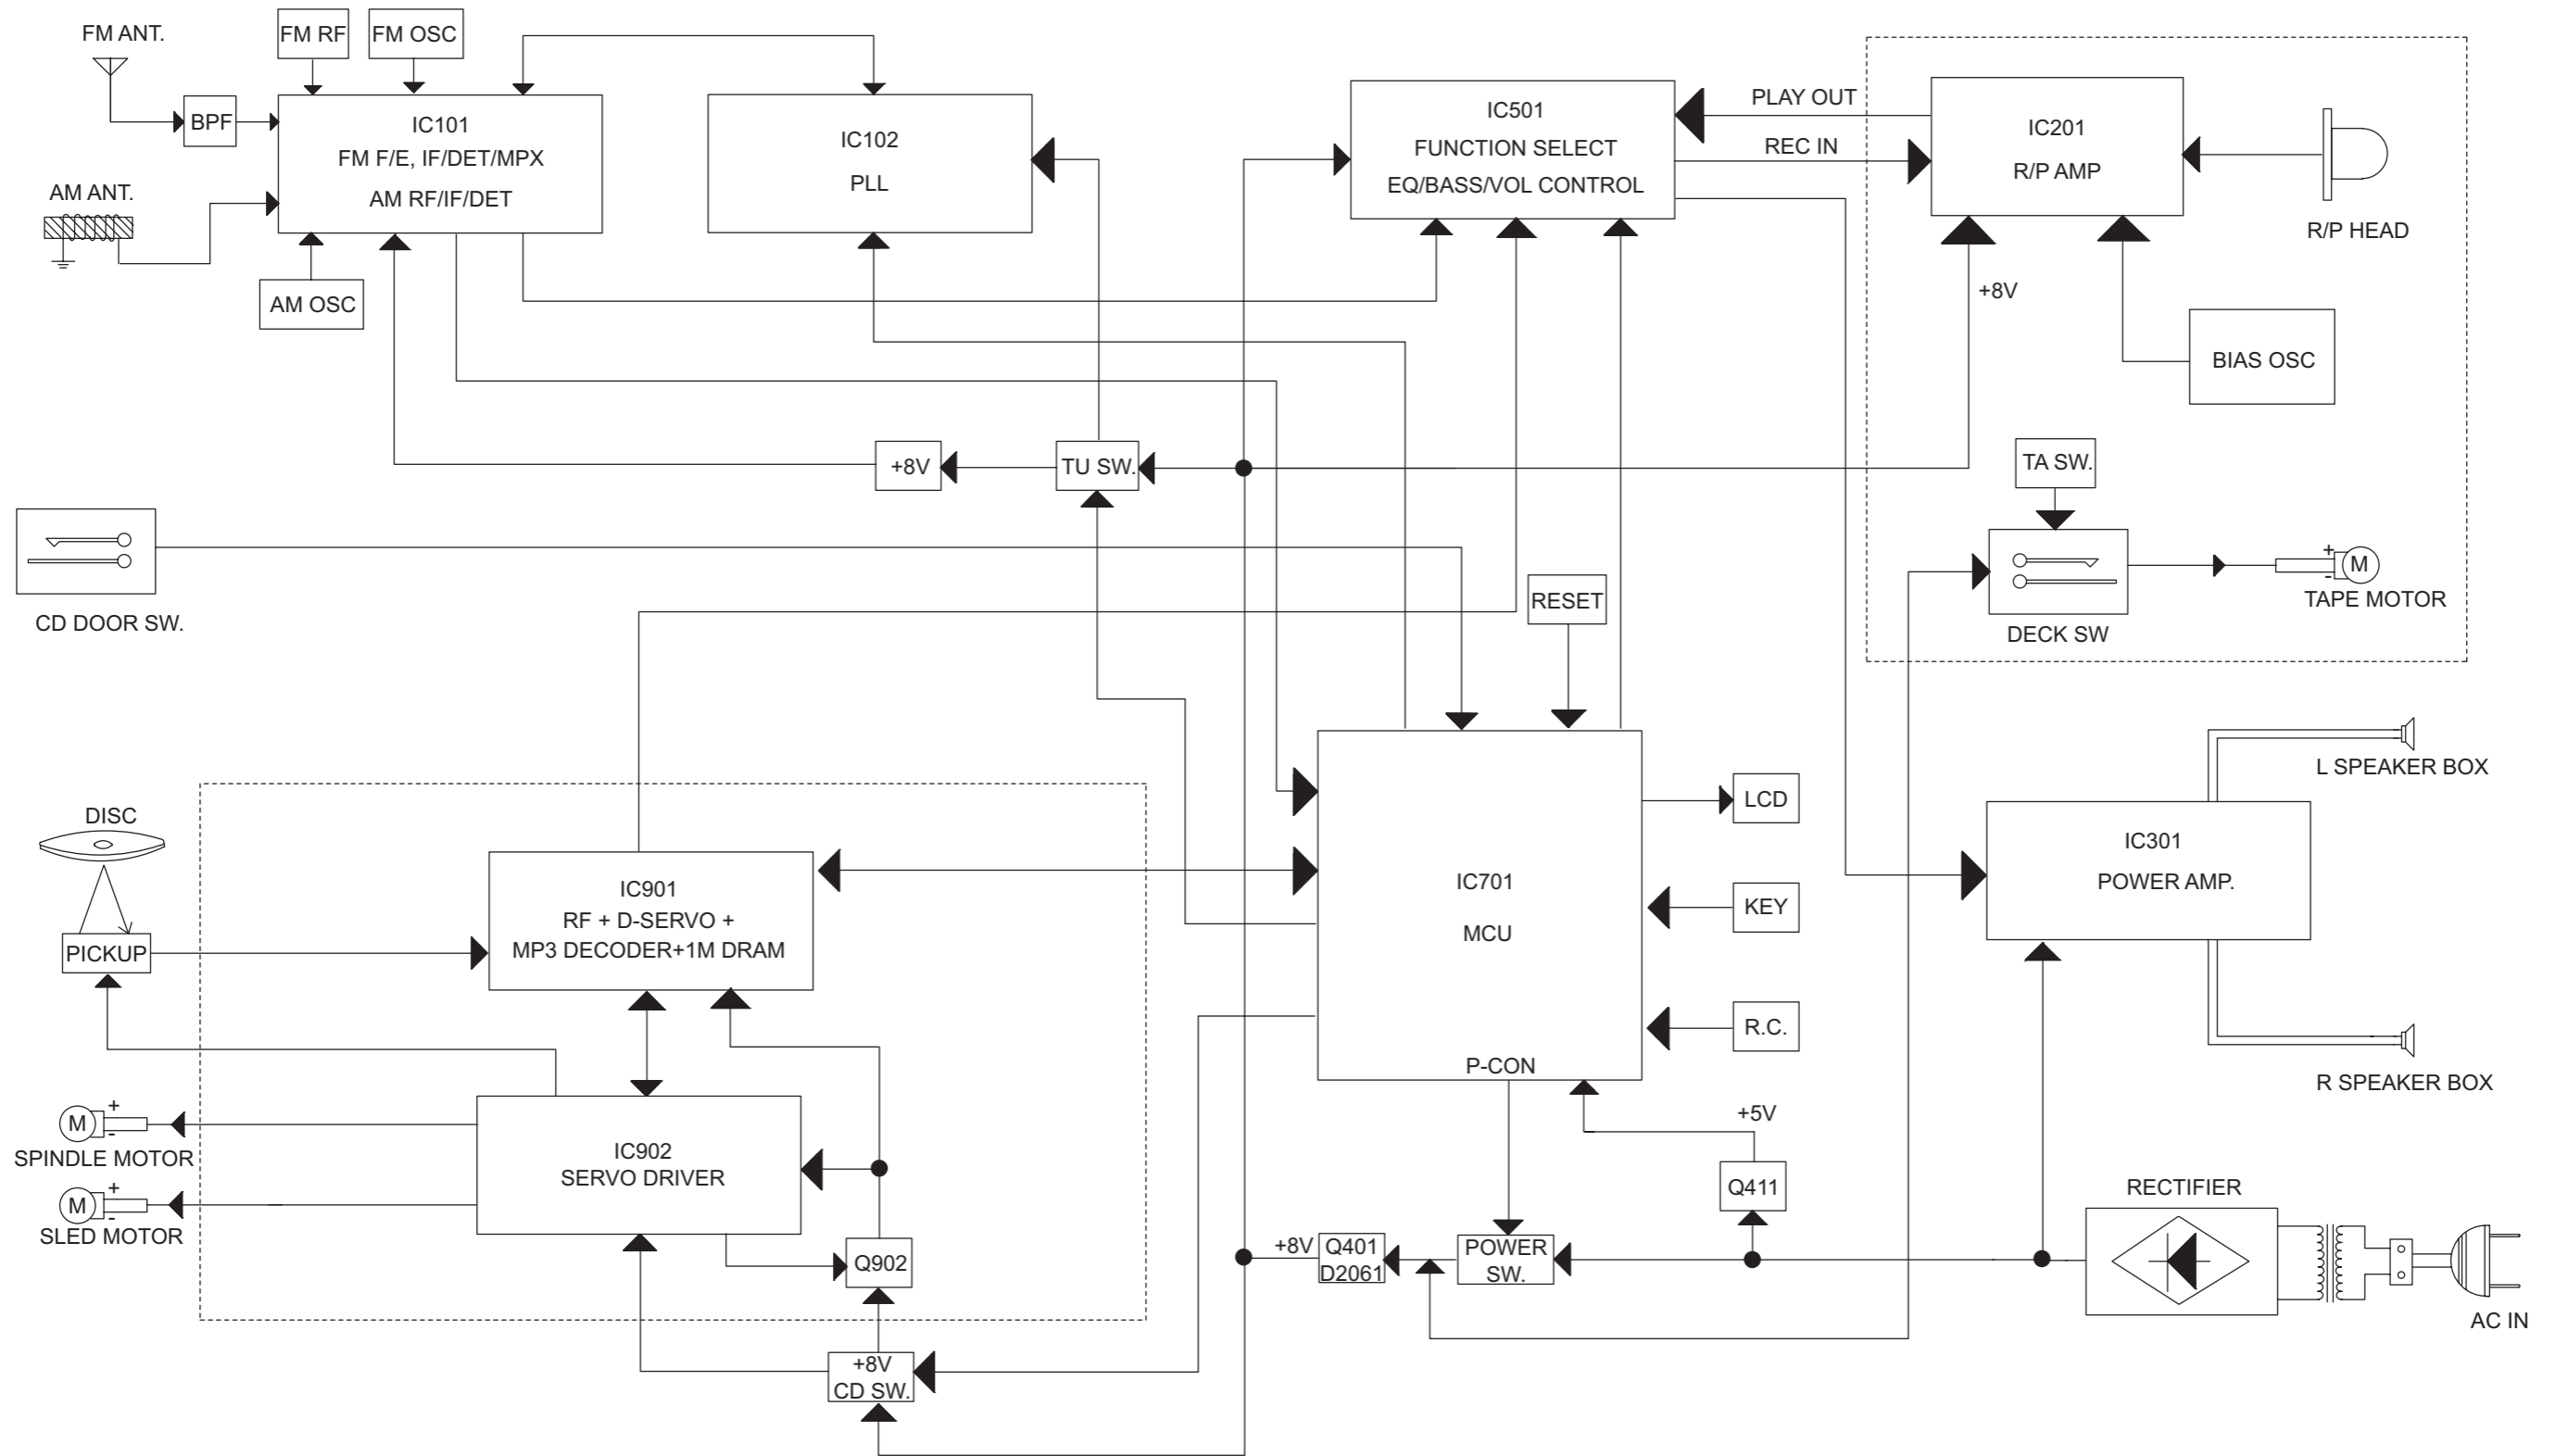 FM ANT.
FM RF
FM OSC
BPF
IC101
FM F/E, IF/DET/MPX
AM RF/IF/DET
AM ANT.
AM OSC
IC102
PLL
IC501
FUNCTION SELECT
EQ/BASS/VOL CONTROL
PLAY OUT
REC IN
IC201
R/P AMP
R/P HEAD
+8V
BIAS OSC
+8V
TU SW.
TA SW.
DECK SW
+
M
-
TAPE MOTOR
CD DOOR SW.
RESET
DISC
PICKUP
IC901
RF + D-SERVO +
MP3 DECODER+1M DRAM
IC701
MCU
P-CON
LCD
KEY
R.C.
L SPEAKER BOX
IC301
POWER AMP.
R SPEAKER BOX
+
M
-
SPINDLE MOTOR
+
M
-
SLED MOTOR
IC902
SERVO DRIVER
Q902
+8V
CD SW.
+5V
Q411
+8V
Q401
D2061
POWER
SW.
RECTIFIER
AC IN